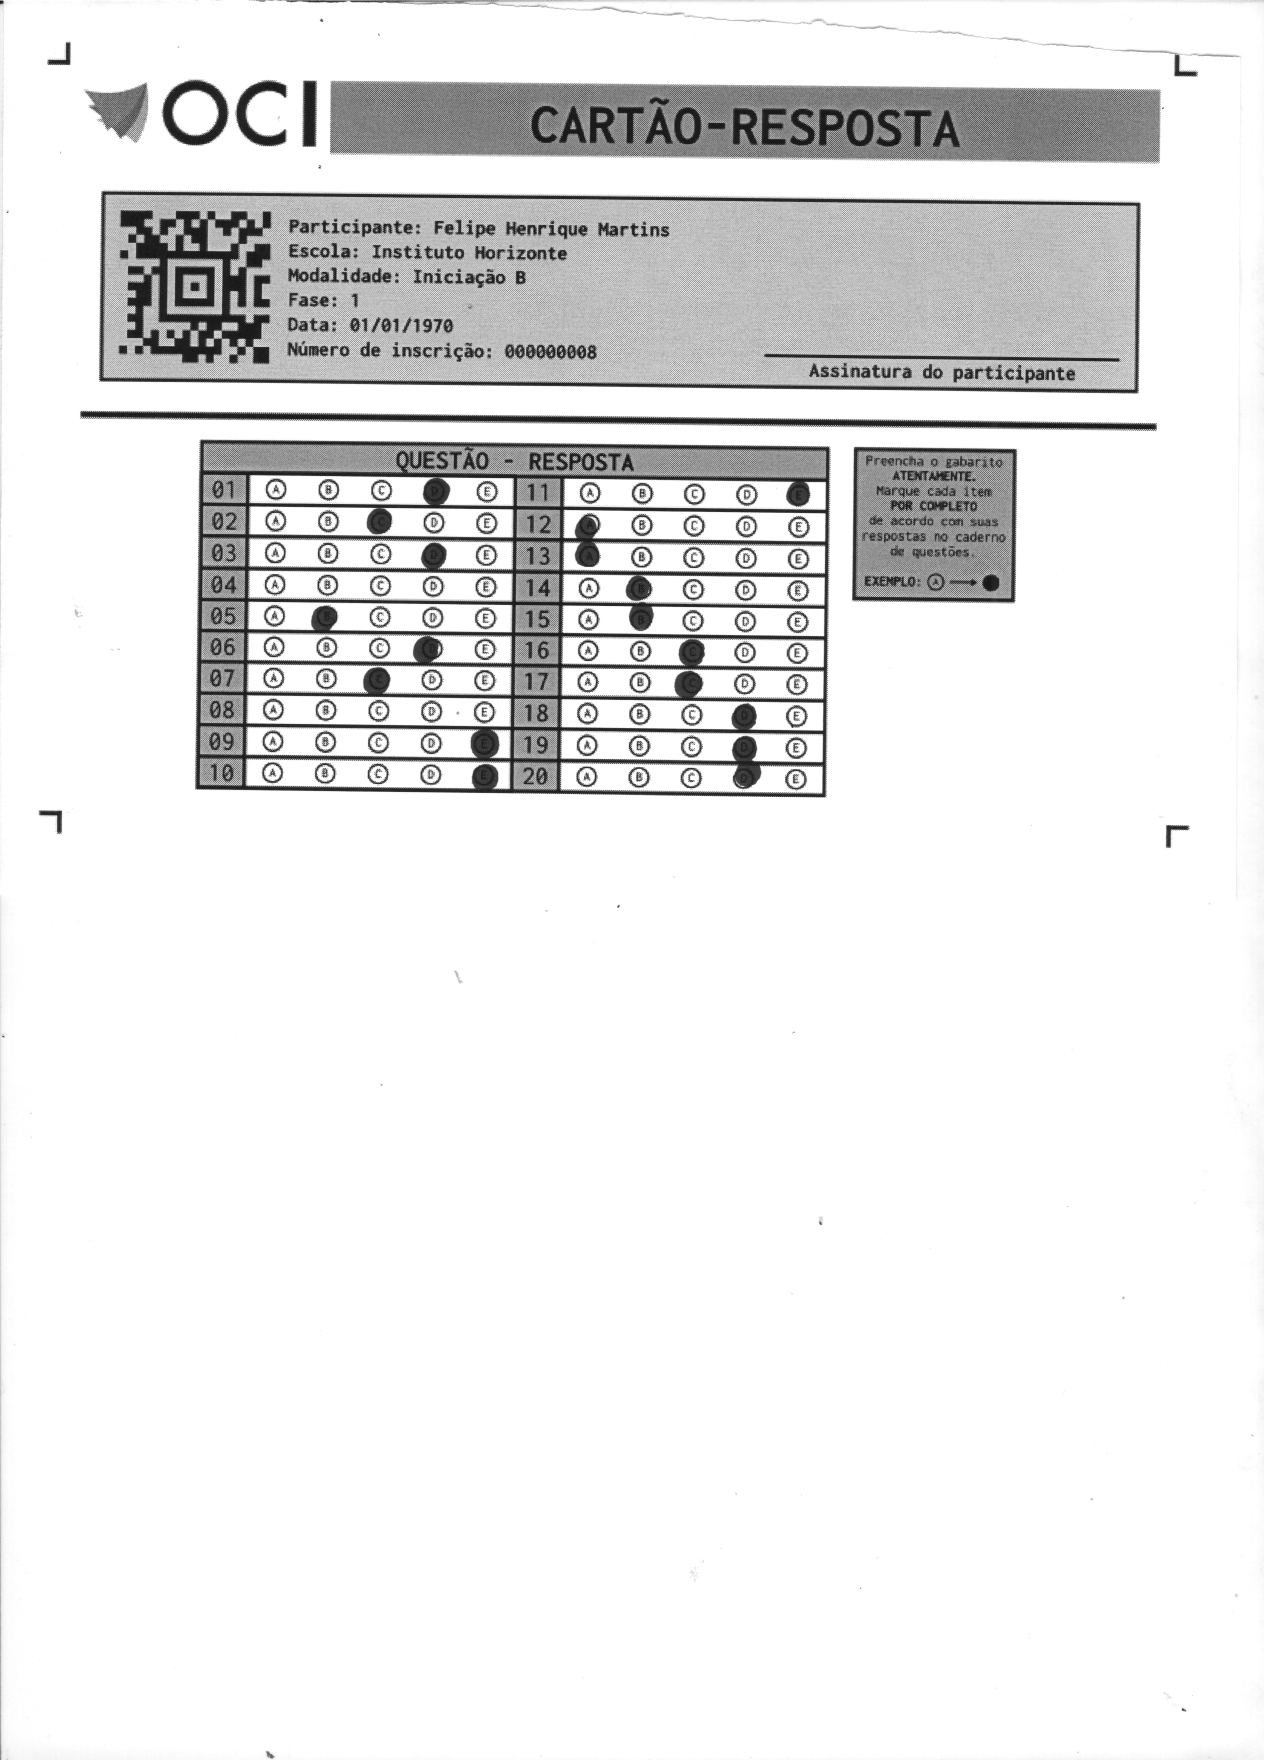 OCI CARTÃO-RESPOSTA
Participante: Felipe Henrique Martins
Escola: Instituto Horizonte
Modalidade: Iniciação B
Fase: 1
Data: 01/01/1970
Número de inscrição: 000000008
Assinatura do participante
QUESTÃO - RESPOSTA
01 A B C D E 11 A B C D E
02 A B C D E 12 A B C D E
03 A B C D E 13 A B C D E
04 A B C D E 14 A B C D E
05 A B C D E 15 A B C D E
06 A B C D E 16 A B C D E
07 A B C D E 17 A B C D E
08 A B C D E 18 A B C D E
09 A B C D E 19 A B C D E
10 A B C D E 20 A B C D E
Preencha o gabarito
ATENTAMENTE.
Marque cada item
POR COMPLETO
de acordo com suas
respostas no caderno
de questões.
EXEMPLO: A